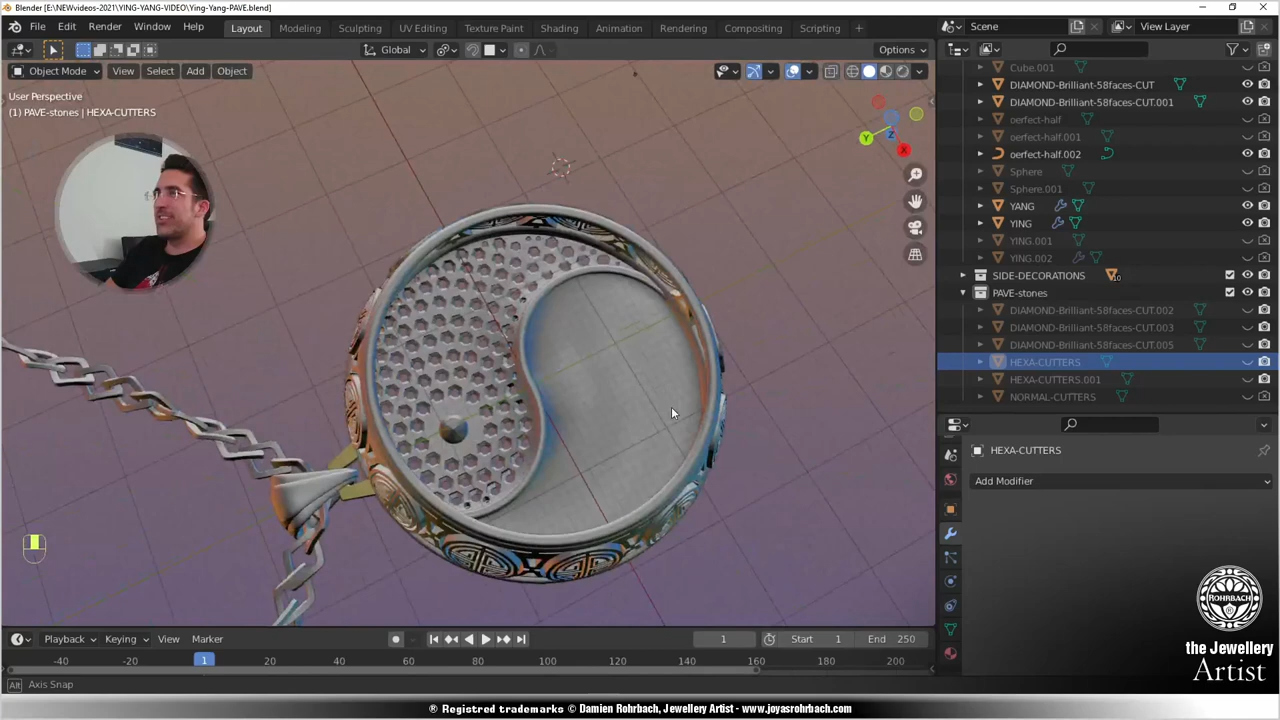 Blender [E:\NEWvideos-2021\YING-YANG-VIDEO\Ying-Yang-PAVE.blend]
File Edit Render Window Help Layout Modeling Sculpting UV Editing Texture Paint Shading Animation Rendering Compositing Scripting + Scene View Layer
Global Options
Object Mode View Select Add Object
User Perspective
(1) PAVE-stones | HEXA-CUTTERS
Y
Z
X
Cube.001
DIAMOND-Brilliant-58faces-CUT
DIAMOND-Brilliant-58faces-CUT.001
oerfect-half
oerfect-half.001
oerfect-half.002
Sphere
Sphere.001
YANG
YING
YING.001
YING.002
SIDE-DECORATIONS 10
PAVE-stones
DIAMOND-Brilliant-58faces-CUT.002
DIAMOND-Brilliant-58faces-CUT.003
DIAMOND-Brilliant-58faces-CUT.005
HEXA-CUTTERS
HEXA-CUTTERS.001
NORMAL-CUTTERS
HEXA-CUTTERS
Add Modifier
ROHRBACH
the Jewellery
Artist
Playback Keying View Marker 1 Start 1 End 250
-40 -20 1 20 40 60 80 100 120 140 160 180 200
Alt Axis Snap
® Registered trademarks © Damien Rohrbach, Jewellery Artist - www.joyasrohrbach.com